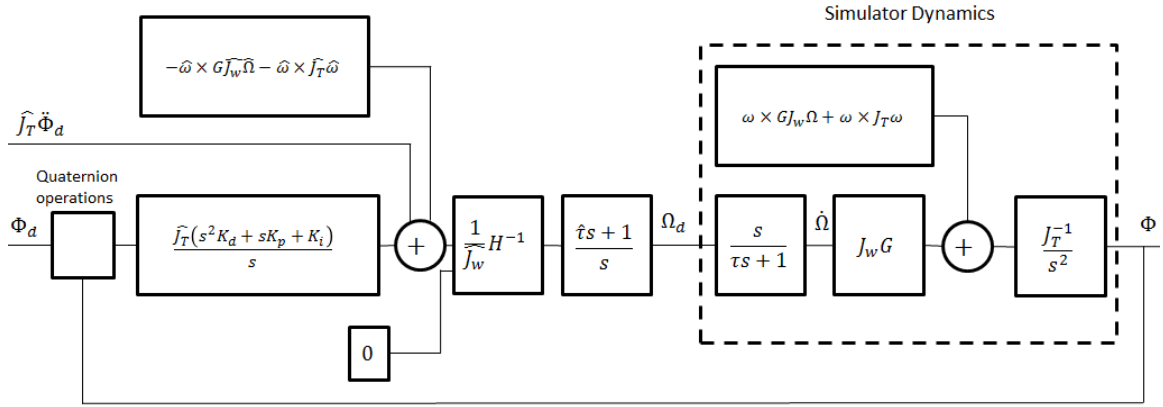 Simulator Dynamics
−ω̂ × GĴ_wΩ̂ − ω̂ × Ĵ_Tω̂
ω × GJ_wΩ + ω × J_Tω
Ĵ_TΦ̈_d
Quaternion
operations
Φ_d
Ĵ_T(s²K_d + sK_p + K_i)
s
+
1
Ĵ_w
H⁻¹
τ̂s + 1
s
Ω_d
s
τs + 1
Ω̇
J_wG
+
J_T⁻¹
s²
Φ
0